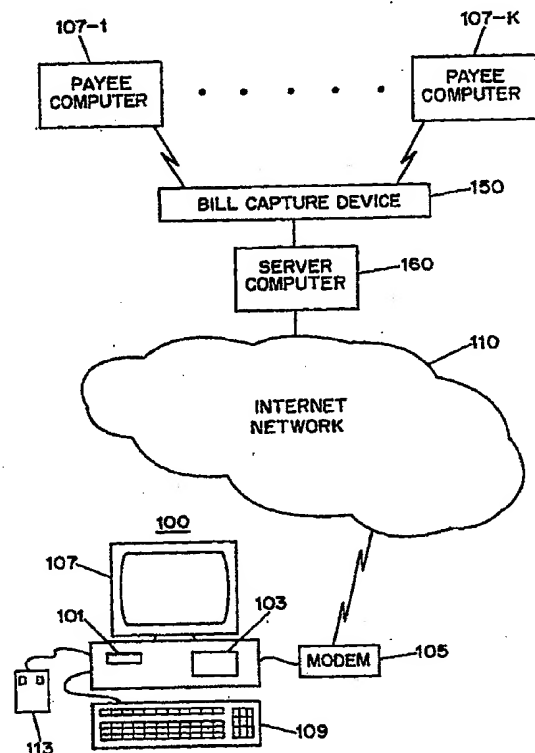 107-1
107-K
PAYEE
COMPUTER
PAYEE
COMPUTER
BILL CAPTURE DEVICE
150
SERVER
COMPUTER
160
110
INTERNET
NETWORK
100
107
101
103
MODEM
105
113
109